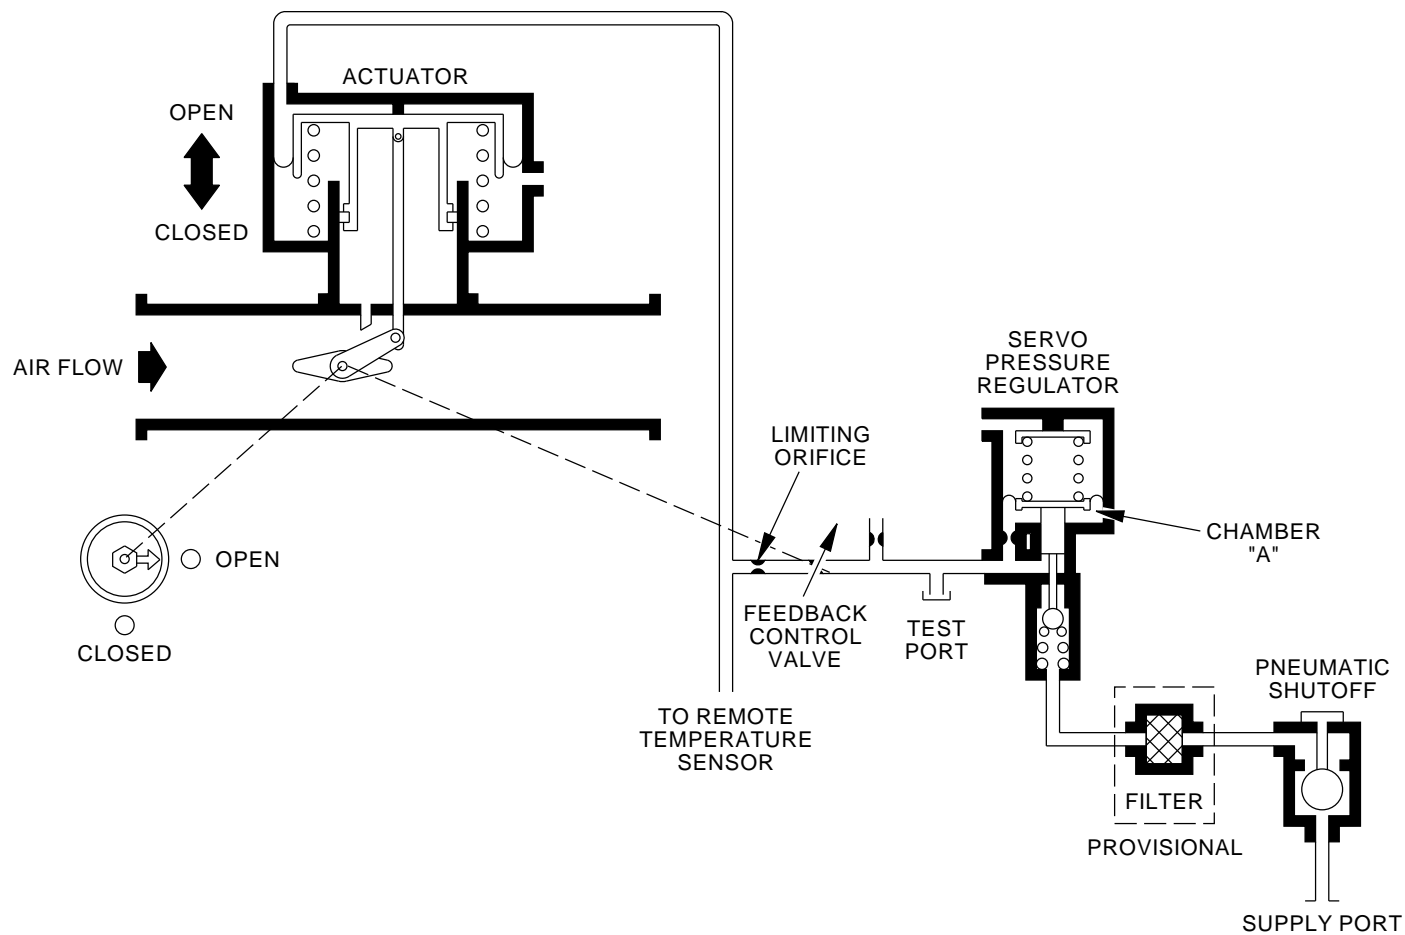 ACTUATOR
OPEN
CLOSED
AIR FLOW
SERVO
PRESSURE
REGULATOR
LIMITING
ORIFICE
CHAMBER
"A"
OPEN
CLOSED
FEEDBACK
CONTROL
VALVE
TEST
PORT
PNEUMATIC
SHUTOFF
TO REMOTE
TEMPERATURE
SENSOR
FILTER
PROVISIONAL
SUPPLY PORT